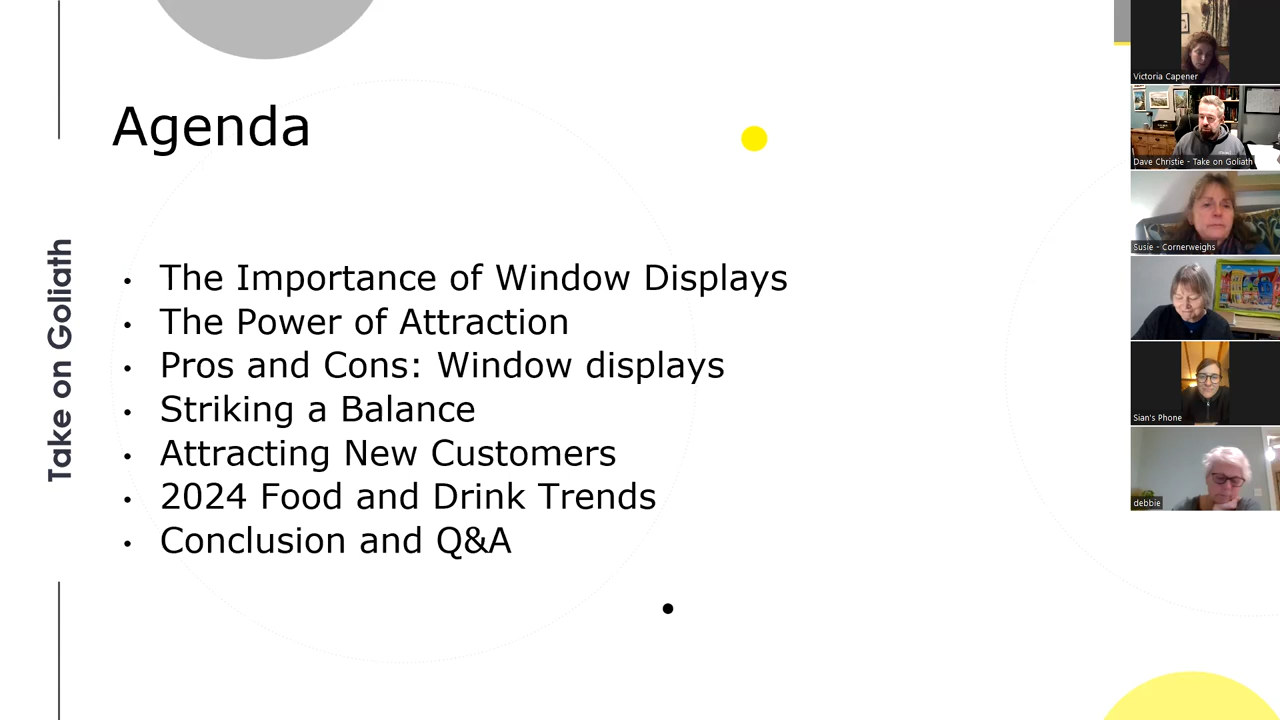 Agenda
Take on Goliath
• The Importance of Window Displays
• The Power of Attraction
• Pros and Cons: Window displays
• Striking a Balance
• Attracting New Customers
• 2024 Food and Drink Trends
• Conclusion and Q&A
Victoria Capener
Dave Christie - Take on Goliath
Susie - Cornerweighs
Sian's Phone
debbie